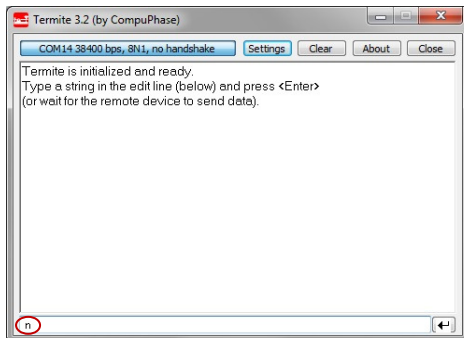 Termite 3.2 (by CompuPhase)
COM14 38400 bps, 8N1, no handshake Settings Clear About Close
Termite is initialized and ready.
Type a string in the edit line (below) and press <Enter>
(or wait for the remote device to send data).
n